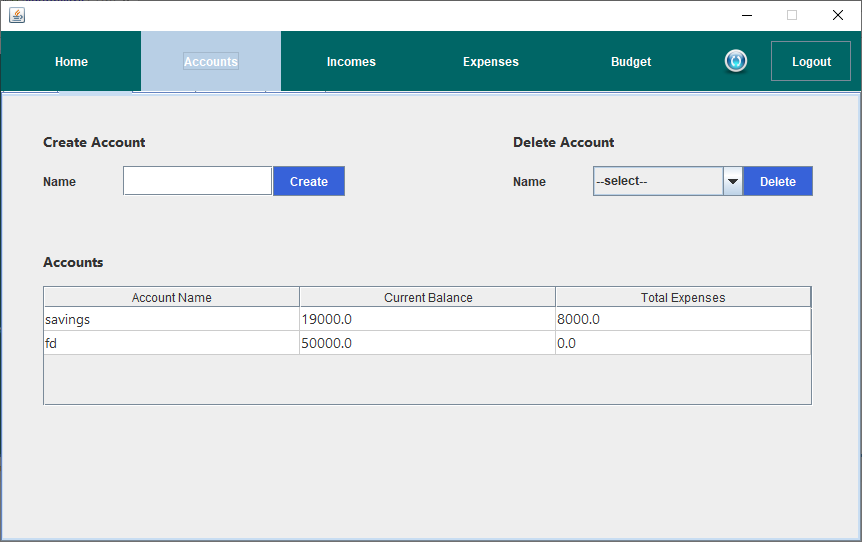 Home Accounts Incomes Expenses Budget Logout
Create Account Delete Account
Name Create Name --select-- Delete
Accounts
Account Name Current Balance Total Expenses
savings 19000.0 8000.0
fd 50000.0 0.0